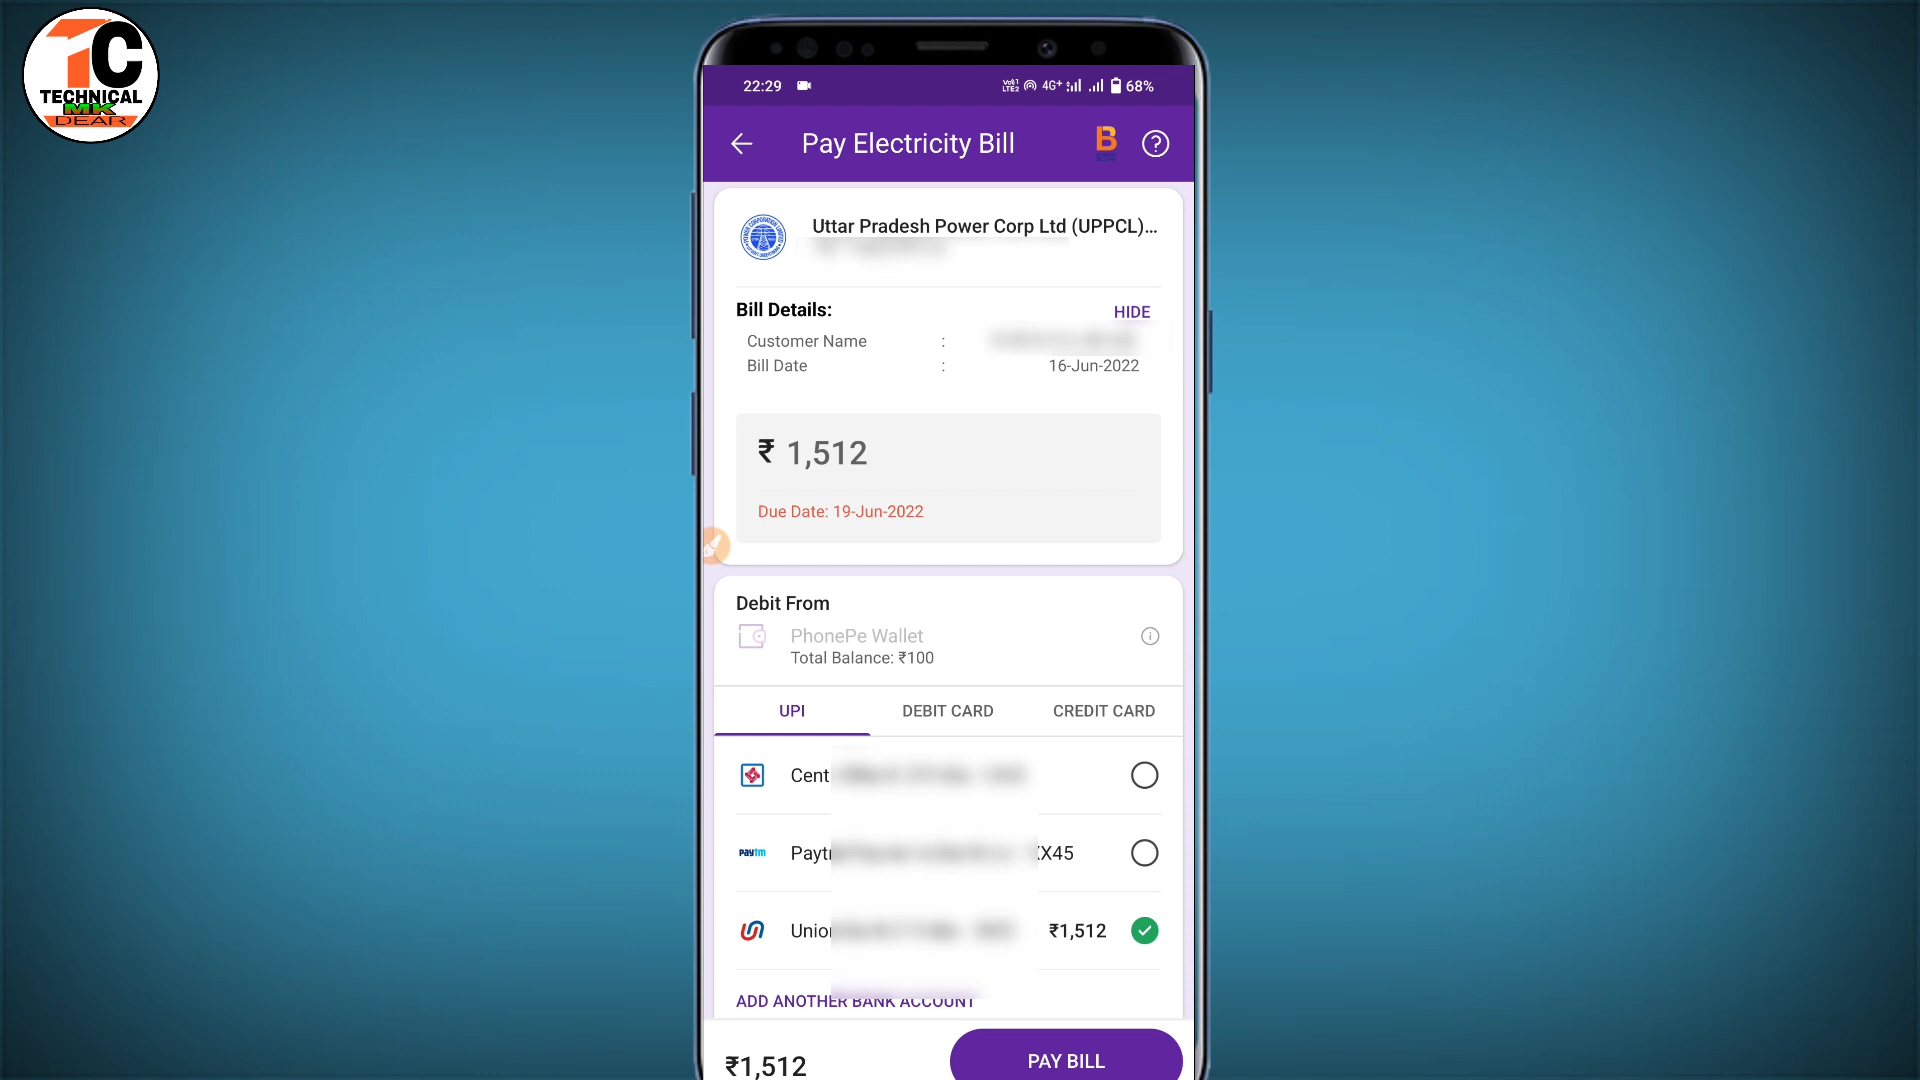 TC
TECHNICAL
MK
DEAR
22:29
4G+
68%
Pay Electricity Bill
B
?
Uttar Pradesh Power Corp Ltd (UPPCL)...
Bill Details:
HIDE
Customer Name :
Bill Date : 16-Jun-2022
₹ 1,512
Due Date: 19-Jun-2022
Debit From
PhonePe Wallet
Total Balance: ₹100
UPI DEBIT CARD CREDIT CARD
Cent
paytm
X45
₹1,512
ADD ANOTHER BANK ACCOUNT
₹1,512
PAY BILL